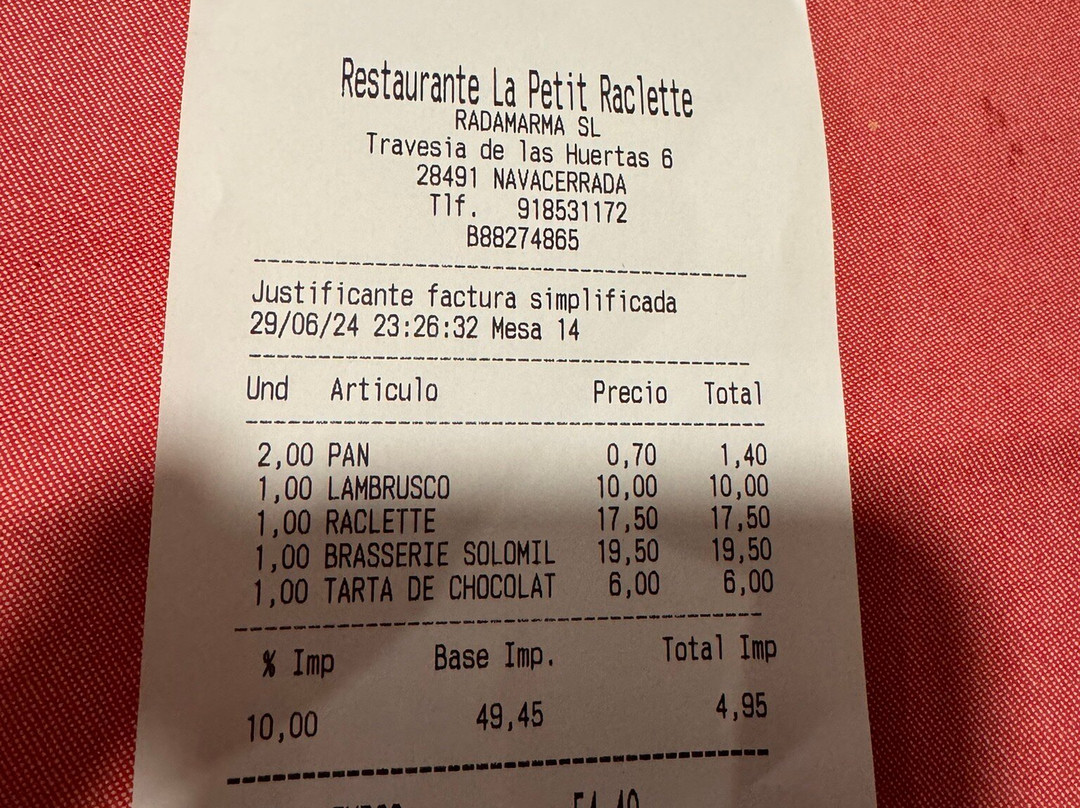 Restaurante La Petit Raclette
RADAMARMA SL
Travesia de las Huertas 6
28491 NAVACERRADA
Tlf. 918531172
B88274865
Justificante factura simplificada
29/06/24 23:26:32 Mesa 14
Und Articulo Precio Total
2,00 PAN 0,70 1,40
1,00 LAMBRUSCO 10,00 10,00
1,00 RACLETTE 17,50 17,50
1,00 BRASSERIE SOLOMIL 19,50 19,50
1,00 TARTA DE CHOCOLAT 6,00 6,00
% Imp Base Imp. Total Imp
10,00 49,45 4,95